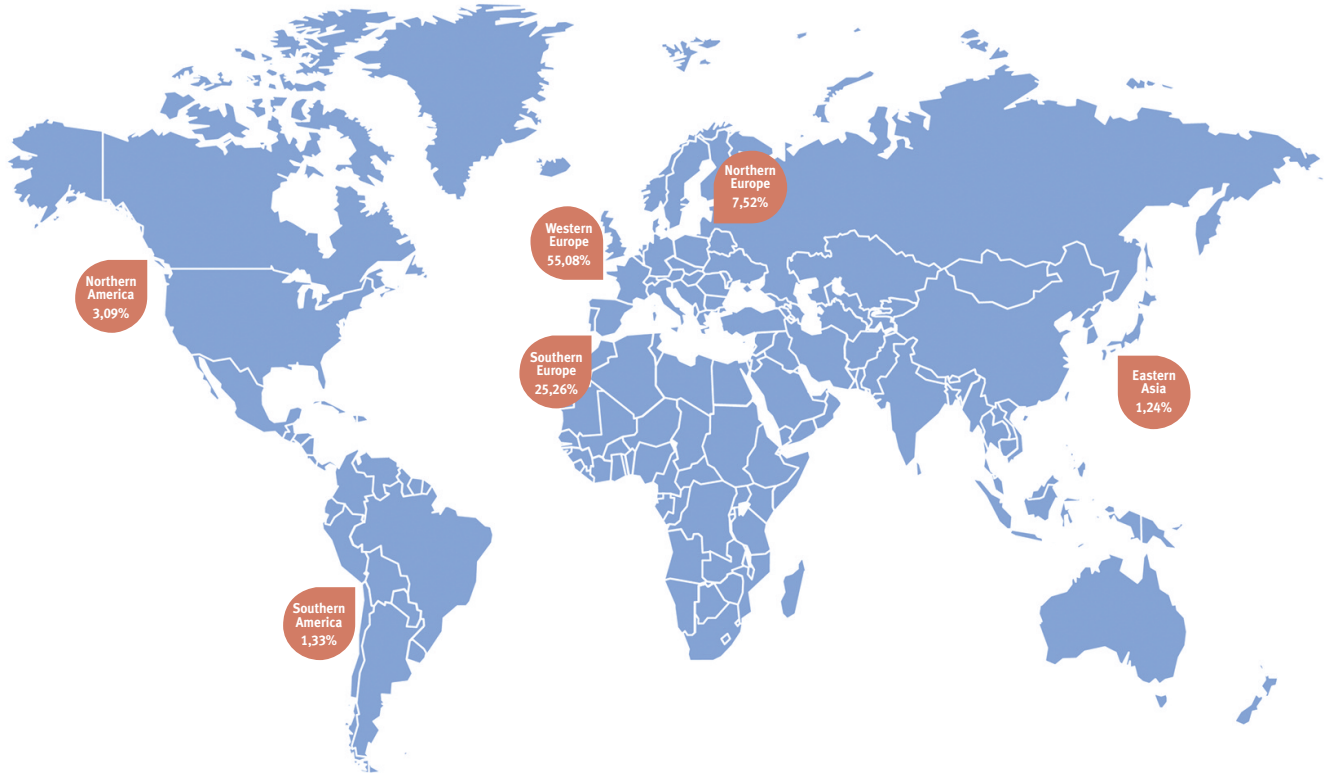 Northern
Europe
7,52%
Western
Europe
55,08%
Northern
America
3,09%
Southern
Europe
25,26%
Eastern
Asia
1,24%
Southern
America
1,33%